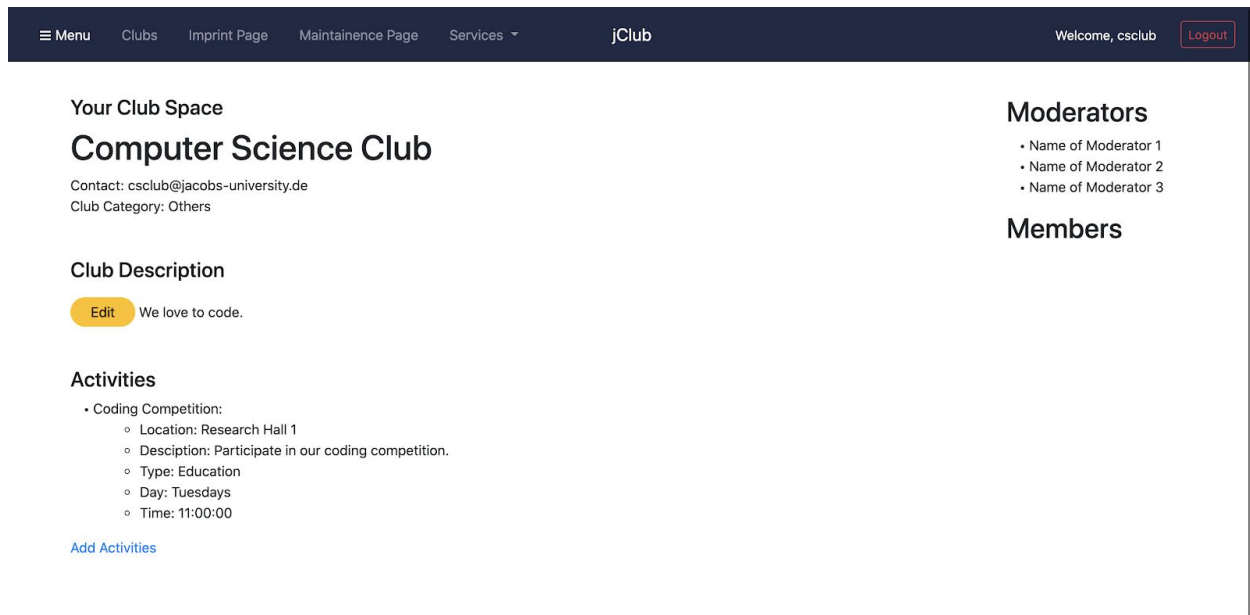 Menu Clubs Imprint Page Maintainence Page Services jClub Welcome, csclub Logout
Your Club Space
Computer Science Club
Contact: csclub@jacobs-university.de
Club Category: Others
Club Description
Edit We love to code.
Activities
• Coding Competition:
◦ Location: Research Hall 1
◦ Desciption: Participate in our coding competition.
◦ Type: Education
◦ Day: Tuesdays
◦ Time: 11:00:00
Add Activities
Moderators
• Name of Moderator 1
• Name of Moderator 2
• Name of Moderator 3
Members